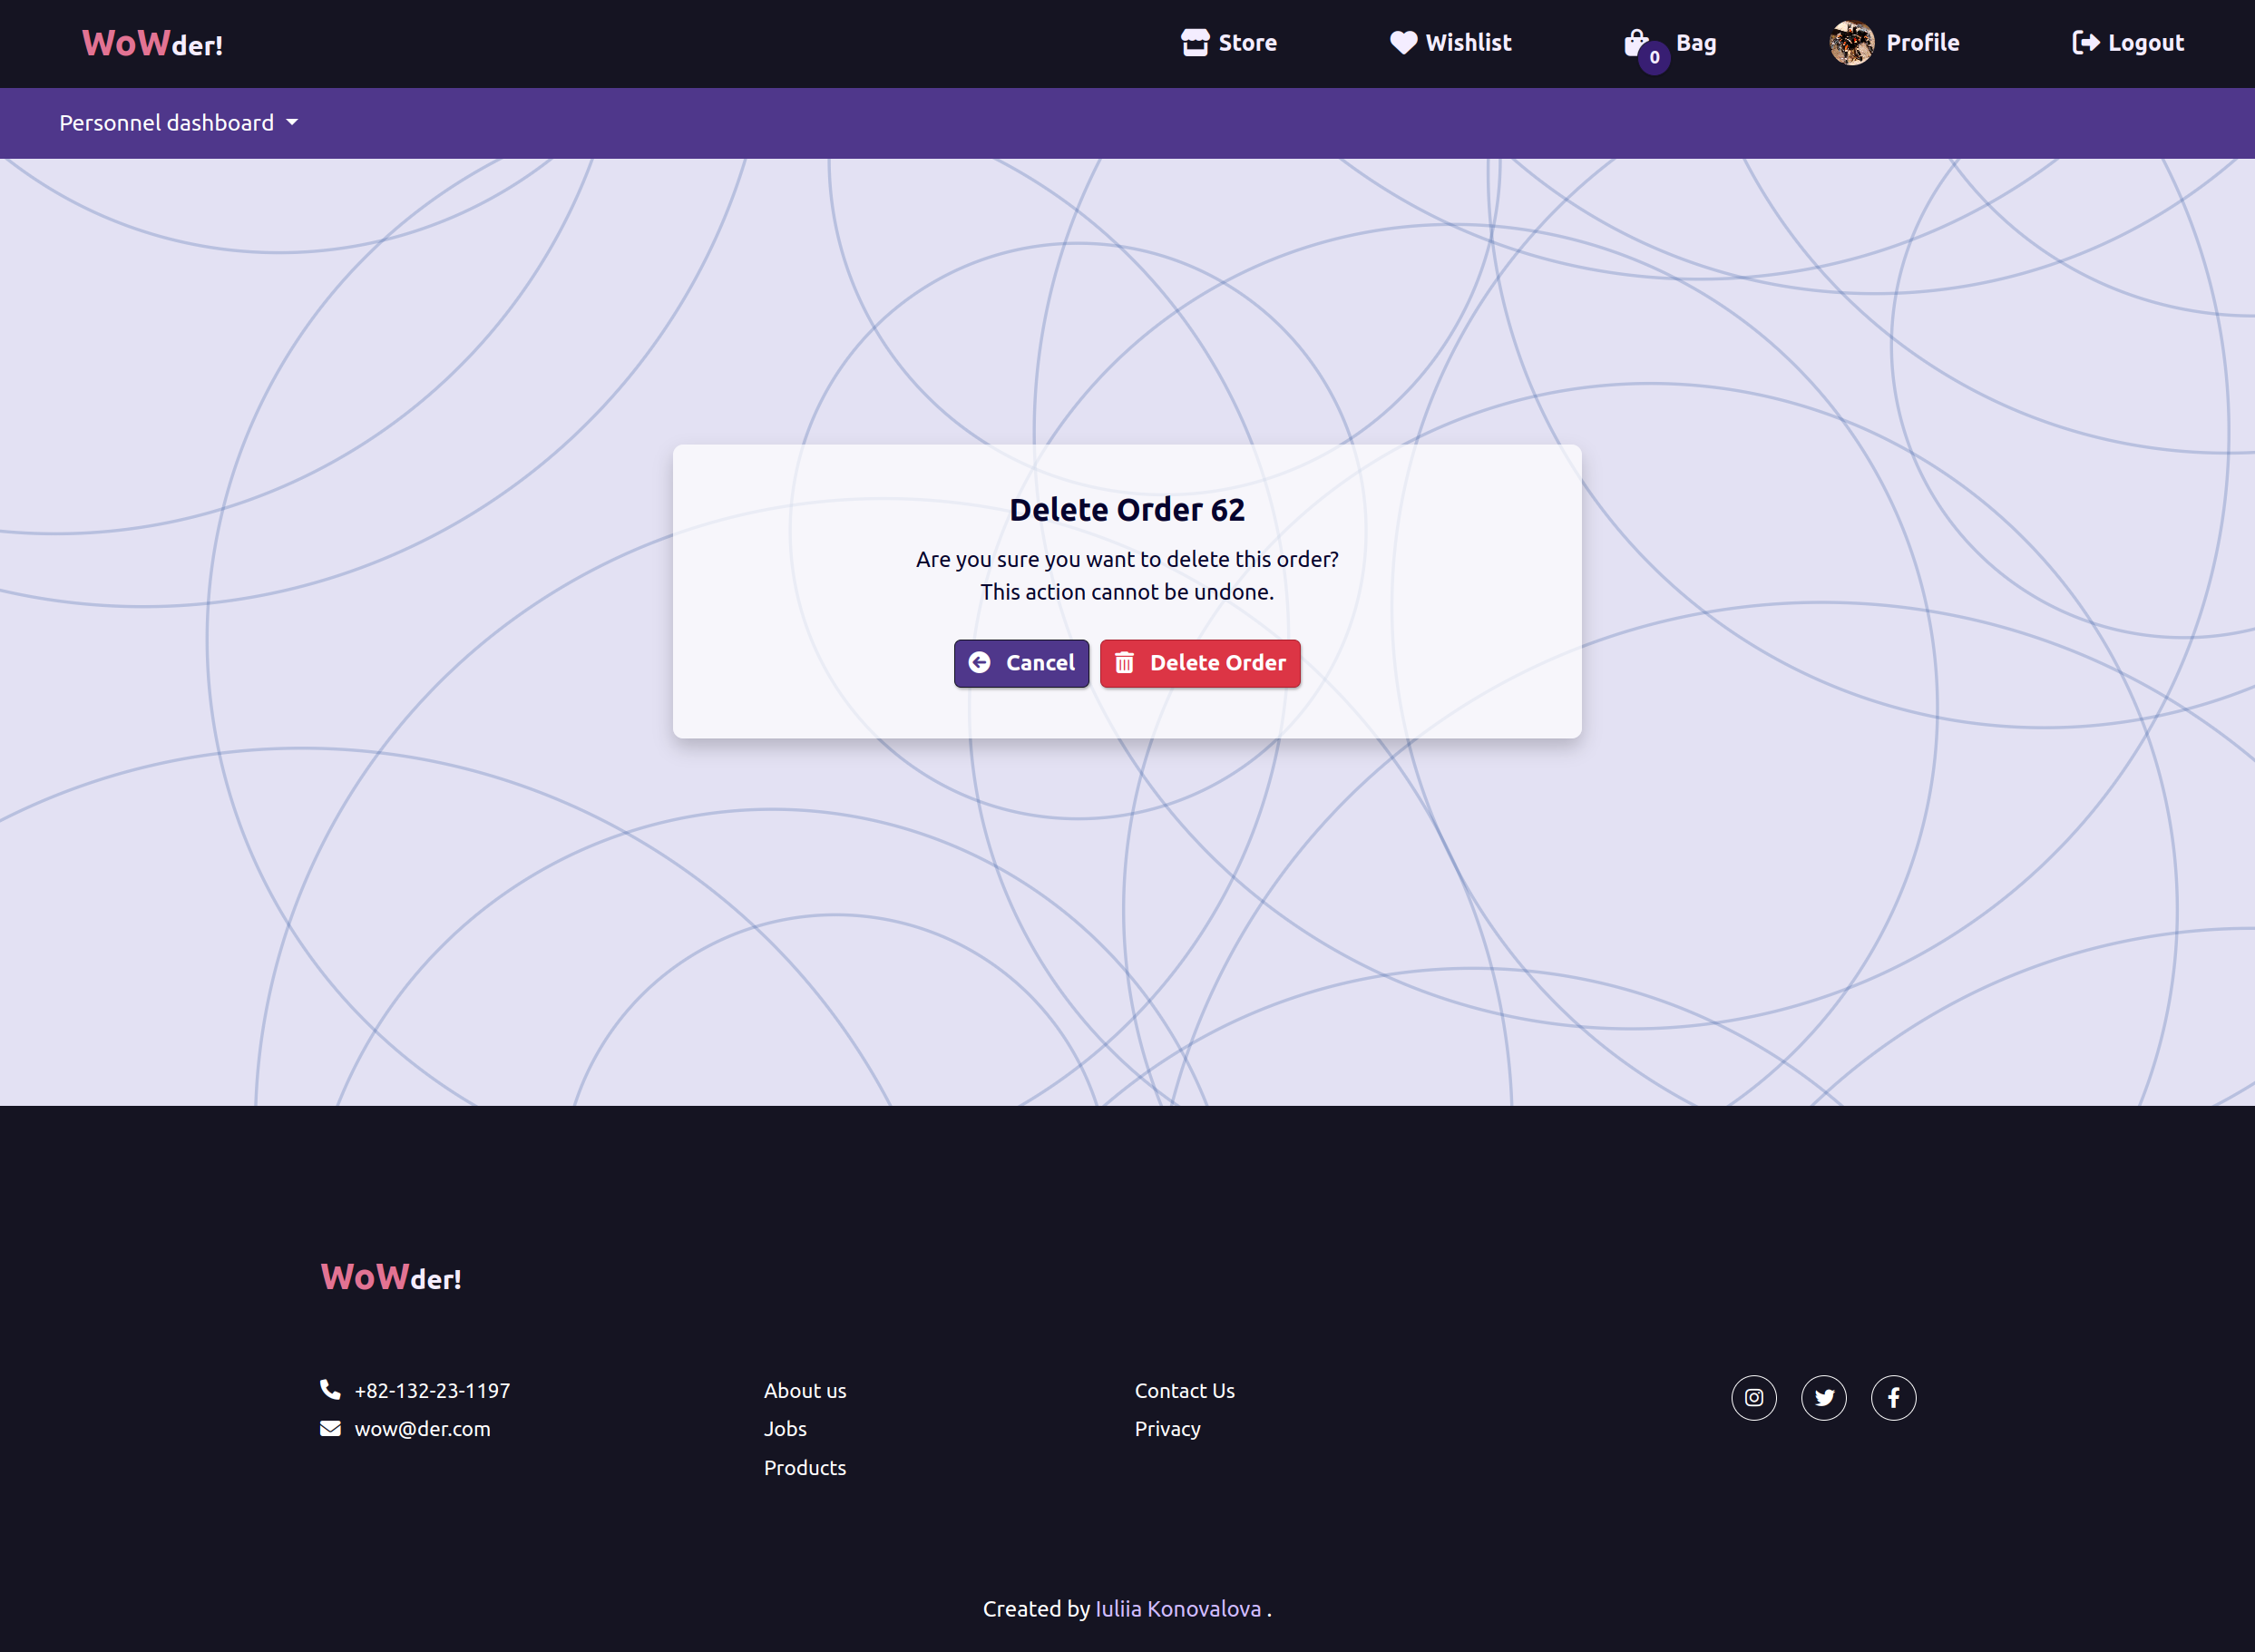 WoWder!
Store
Wishlist
0
Bag
Profile
Logout
Personnel dashboard
Delete Order 62
Are you sure you want to delete this order?
This action cannot be undone.
Cancel
Delete Order
WoWder!
+82-132-23-1197
wow@der.com
About us
Jobs
Products
Contact Us
Privacy
Created by Iuliia Konovalova .